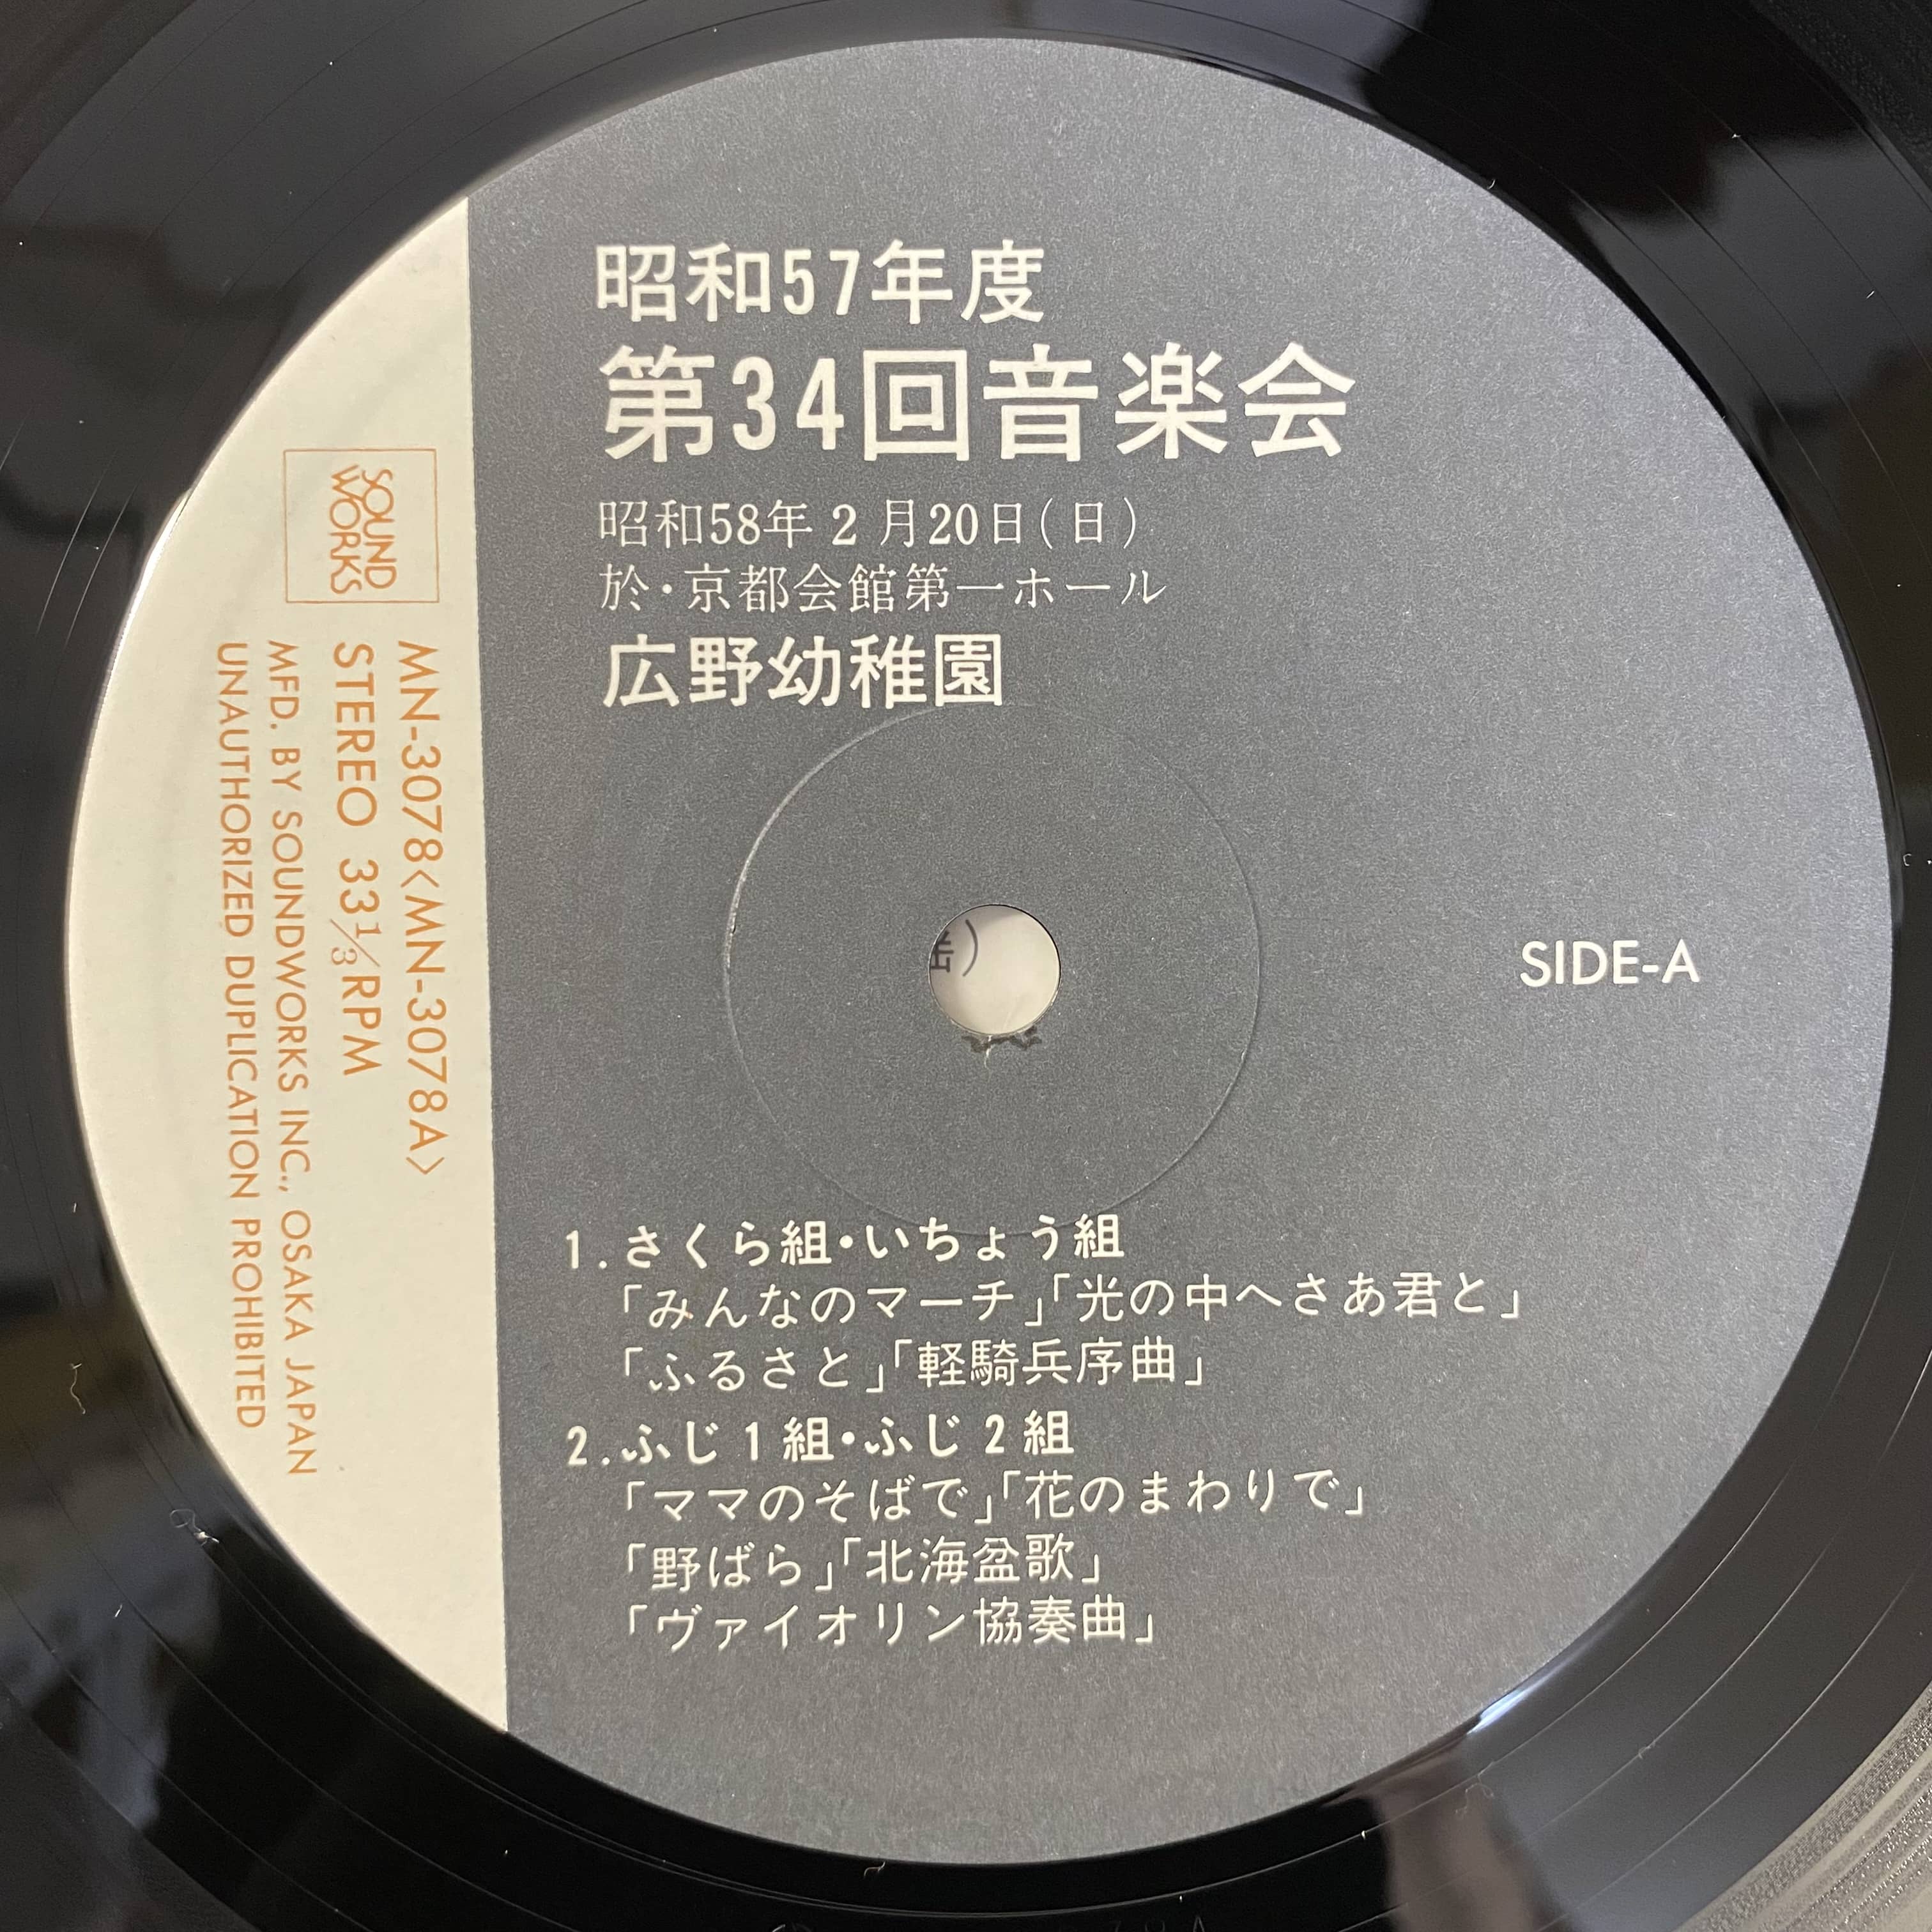 昭和57年度
第34回音楽会
昭和58年2月20日(日)
於・京都会館第一ホール
広野幼稚園
SIDE-A
1.さくら組・いちょう組
「みんなのマーチ」「光の中へさあ君と」
「ふるさと」「軽騎兵序曲」
2.ふじ1組・ふじ2組
「ママのそばで」「花のまわりで」
「野ばら」「北海盆歌」
「ヴァイオリン協奏曲」
SOUND
WORKS
MN-3078<MN-3078A>
STEREO 33⅓RPM
MFD. BY SOUNDWORKS INC., OSAKA JAPAN
UNAUTHORIZED DUPLICATION PROHIBITED